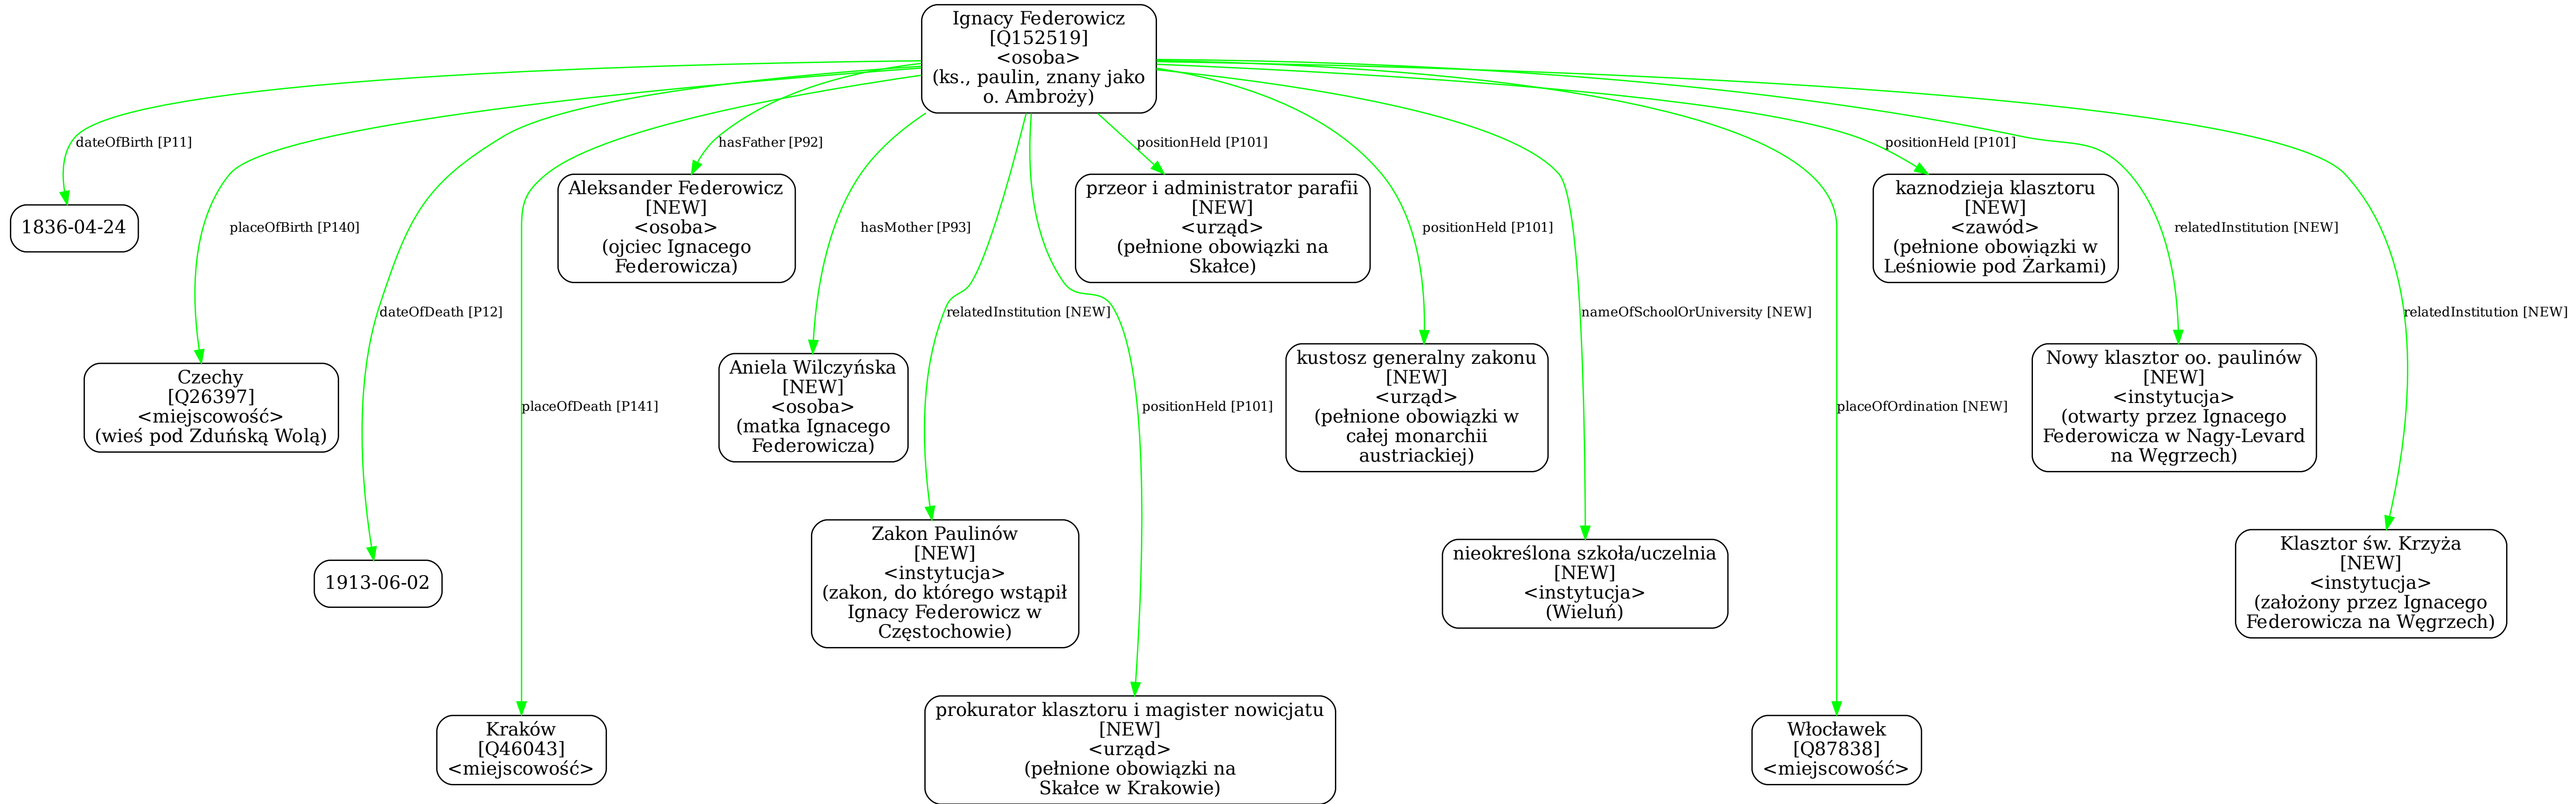 Ignacy Federowicz
[Q152519]
<osoba>
(ks., paulin, znany jako
o. Ambroży)
dateOfBirth [P11]
hasFather [P92]
positionHeld [P101]
positionHeld [P101]
1836-04-24
placeOfBirth [P140]
Aleksander Federowicz
[NEW]
<osoba>
(ojciec Ignacego
Federowicza)
hasMother [P93]
przeor i administrator parafii
[NEW]
<urząd>
(pełnione obowiązki na
Skałce)
positionHeld [P101]
kaznodzieja klasztoru
[NEW]
<zawód>
(pełnione obowiązki w
Leśniowie pod Żarkami)
relatedInstitution [NEW]
dateOfDeath [P12]
relatedInstitution [NEW]
nameOfSchoolOrUniversity [NEW]
relatedInstitution [NEW]
Czechy
[Q26397]
<miejscowość>
(wieś pod Zduńską Wolą)
placeOfDeath [P141]
Aniela Wilczyńska
[NEW]
<osoba>
(matka Ignacego
Federowicza)
positionHeld [P101]
kustosz generalny zakonu
[NEW]
<urząd>
(pełnione obowiązki w
całej monarchii
austriackiej)
placeOfOrdination [NEW]
Nowy klasztor oo. paulinów
[NEW]
<instytucja>
(otwarty przez Ignacego
Federowicza w Nagy-Levard
na Węgrzech)
1913-06-02
Zakon Paulinów
[NEW]
<instytucja>
(zakon, do którego wstąpił
Ignacy Federowicz w
Częstochowie)
nieokreślona szkoła/uczelnia
[NEW]
<instytucja>
(Wieluń)
Klasztor św. Krzyża
[NEW]
<instytucja>
(założony przez Ignacego
Federowicza na Węgrzech)
Kraków
[Q46043]
<miejscowość>
prokurator klasztoru i magister nowicjatu
[NEW]
<urząd>
(pełnione obowiązki na
Skałce w Krakowie)
Włocławek
[Q87838]
<miejscowość>